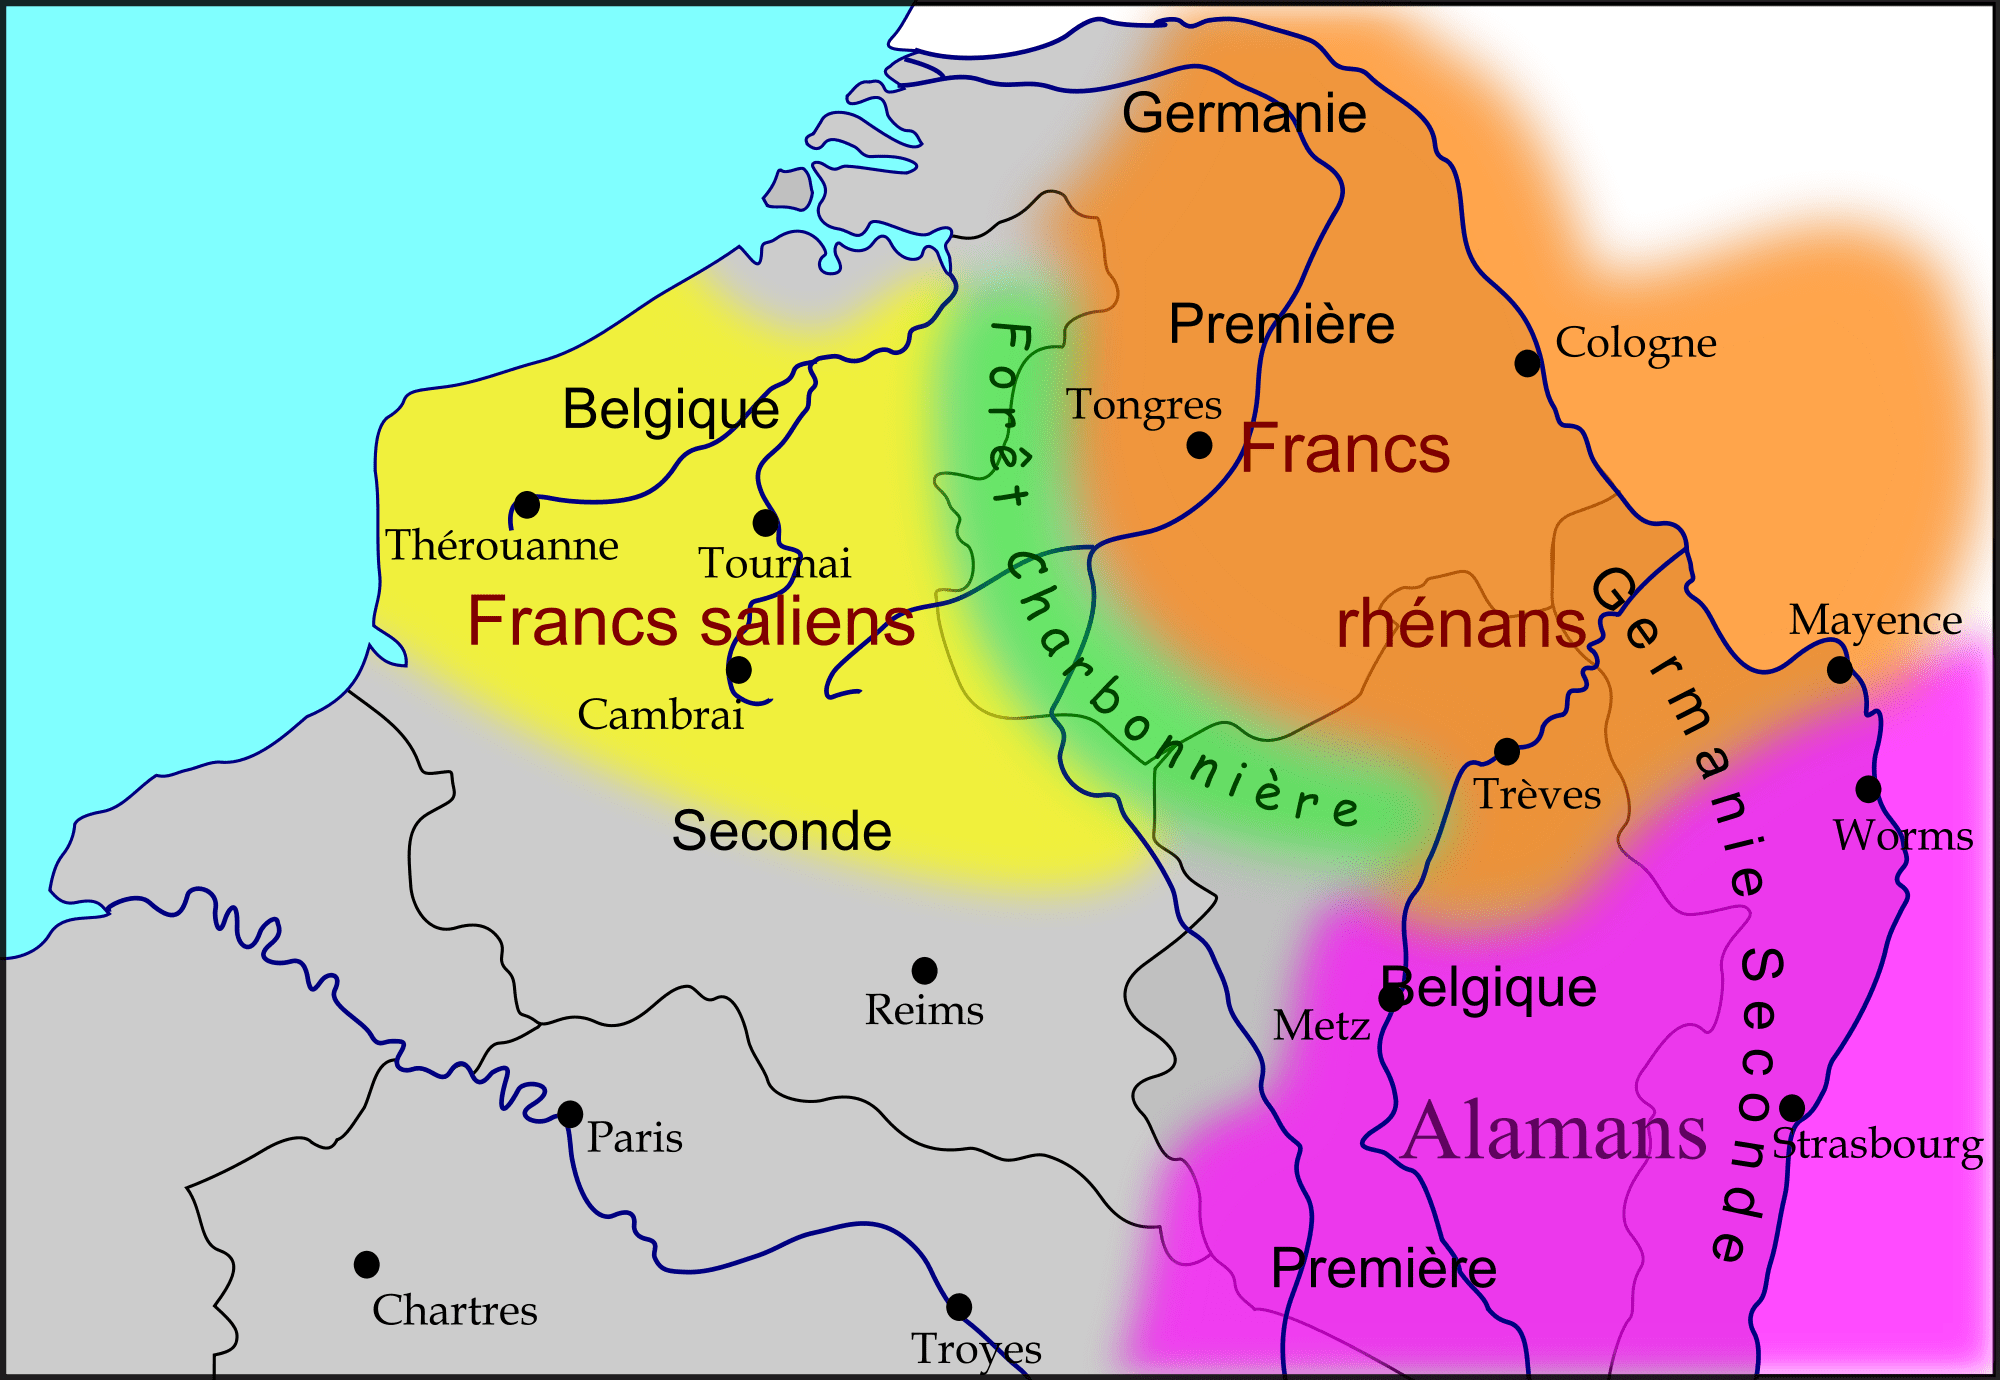 Germanie
Première
Cologne
Tongres
Francs
Belgique
Forêt Charbonnière
Thérouanne
Tournai
Francs saliens
rhénans
Mayence
Cambrai
Germanie Seconde
Trèves
Seconde
Worms
Reims
Belgique
Metz
Paris
Alamans
Strasbourg
Première
Chartres
Troyes